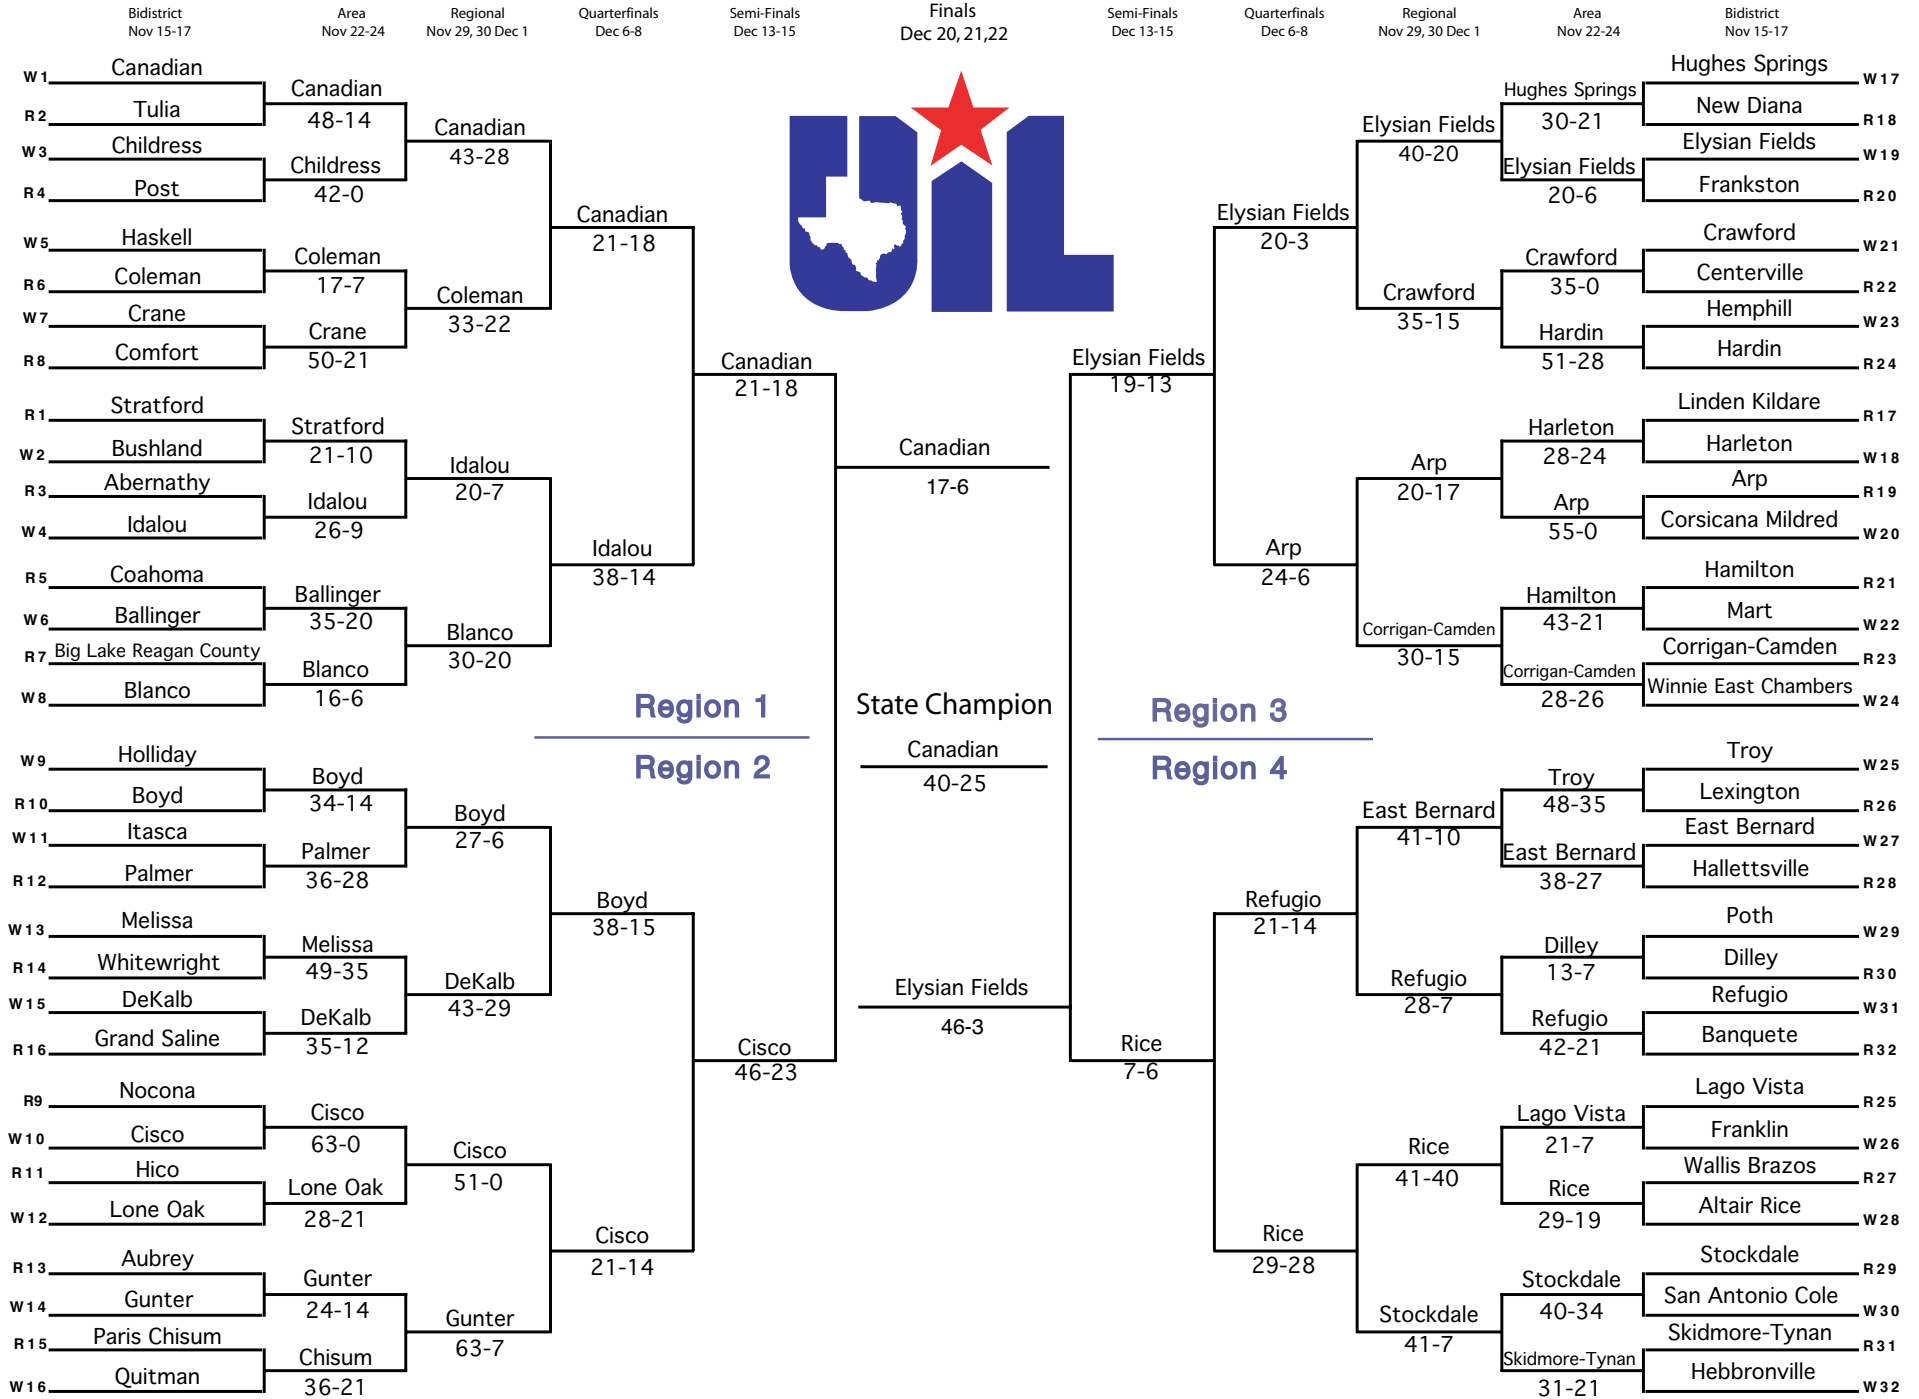 Bidistrict
Nov 15-17
Area
Nov 22-24
Regional
Nov 29, 30 Dec 1
Quarterfinals
Dec 6-8
Semi-Finals
Dec 13-15
Finals
Dec 20, 21,22
Semi-Finals
Dec 13-15
Quarterfinals
Dec 6-8
Regional
Nov 29, 30 Dec 1
Area
Nov 22-24
Bidistrict
Nov 15-17
W1 Canadian
R2 Tulia
W3 Childress
R4 Post
W5 Haskell
R6 Coleman
W7 Crane
R8 Comfort
R1 Stratford
W2 Bushland
R3 Abernathy
W4 Idalou
R5 Coahoma
W6 Ballinger
R7 Big Lake Reagan County
W8 Blanco
W9 Holliday
R10 Boyd
W11 Itasca
R12 Palmer
W13 Melissa
R14 Whitewright
W15 DeKalb
R16 Grand Saline
R9 Nocona
W10 Cisco
R11 Hico
W12 Lone Oak
R13 Aubrey
W14 Gunter
R15 Paris Chisum
W16 Quitman
Canadian
48-14
Childress
42-0
Coleman
17-7
Crane
50-21
Stratford
21-10
Idalou
26-9
Ballinger
35-20
Blanco
16-6
Boyd
34-14
Palmer
36-28
Melissa
49-35
DeKalb
35-12
Cisco
63-0
Lone Oak
28-21
Gunter
24-14
Chisum
36-21
Canadian
43-28
Coleman
33-22
Idalou
20-7
Blanco
30-20
Boyd
27-6
DeKalb
43-29
Cisco
51-0
Gunter
63-7
Canadian
21-18
Idalou
38-14
Boyd
38-15
Cisco
21-14
Canadian
21-18
Cisco
46-23
Region 1
Region 2
UIL
Canadian
17-6
State Champion
Canadian
40-25
Elysian Fields
46-3
Region 3
Region 4
Elysian Fields
19-13
Rice
7-6
Elysian Fields
20-3
Arp
24-6
Refugio
21-14
Rice
29-28
Elysian Fields
40-20
Crawford
35-15
Arp
20-17
Corrigan-Camden
30-15
East Bernard
41-10
Refugio
28-7
Rice
41-40
Stockdale
41-7
Hughes Springs
30-21
Elysian Fields
20-6
Crawford
35-0
Hardin
51-28
Harleton
28-24
Arp
55-0
Hamilton
43-21
Corrigan-Camden
28-26
Troy
48-35
East Bernard
38-27
Dilley
13-7
Refugio
42-21
Lago Vista
21-7
Rice
29-19
Stockdale
40-34
Skidmore-Tynan
31-21
Hughes Springs W17
New Diana R18
Elysian Fields W19
Frankston R20
Crawford W21
Centerville R22
Hemphill W23
Hardin R24
Linden Kildare R17
Harleton W18
Arp R19
Corsicana Mildred W20
Hamilton R21
Mart W22
Corrigan-Camden R23
Winnie East Chambers W24
Troy W25
Lexington R26
East Bernard W27
Hallettsville R28
Poth W29
Dilley R30
Refugio W31
Banquete R32
Lago Vista R25
Franklin W26
Wallis Brazos R27
Altair Rice W28
Stockdale R29
San Antonio Cole W30
Skidmore-Tynan R31
Hebbronville W32